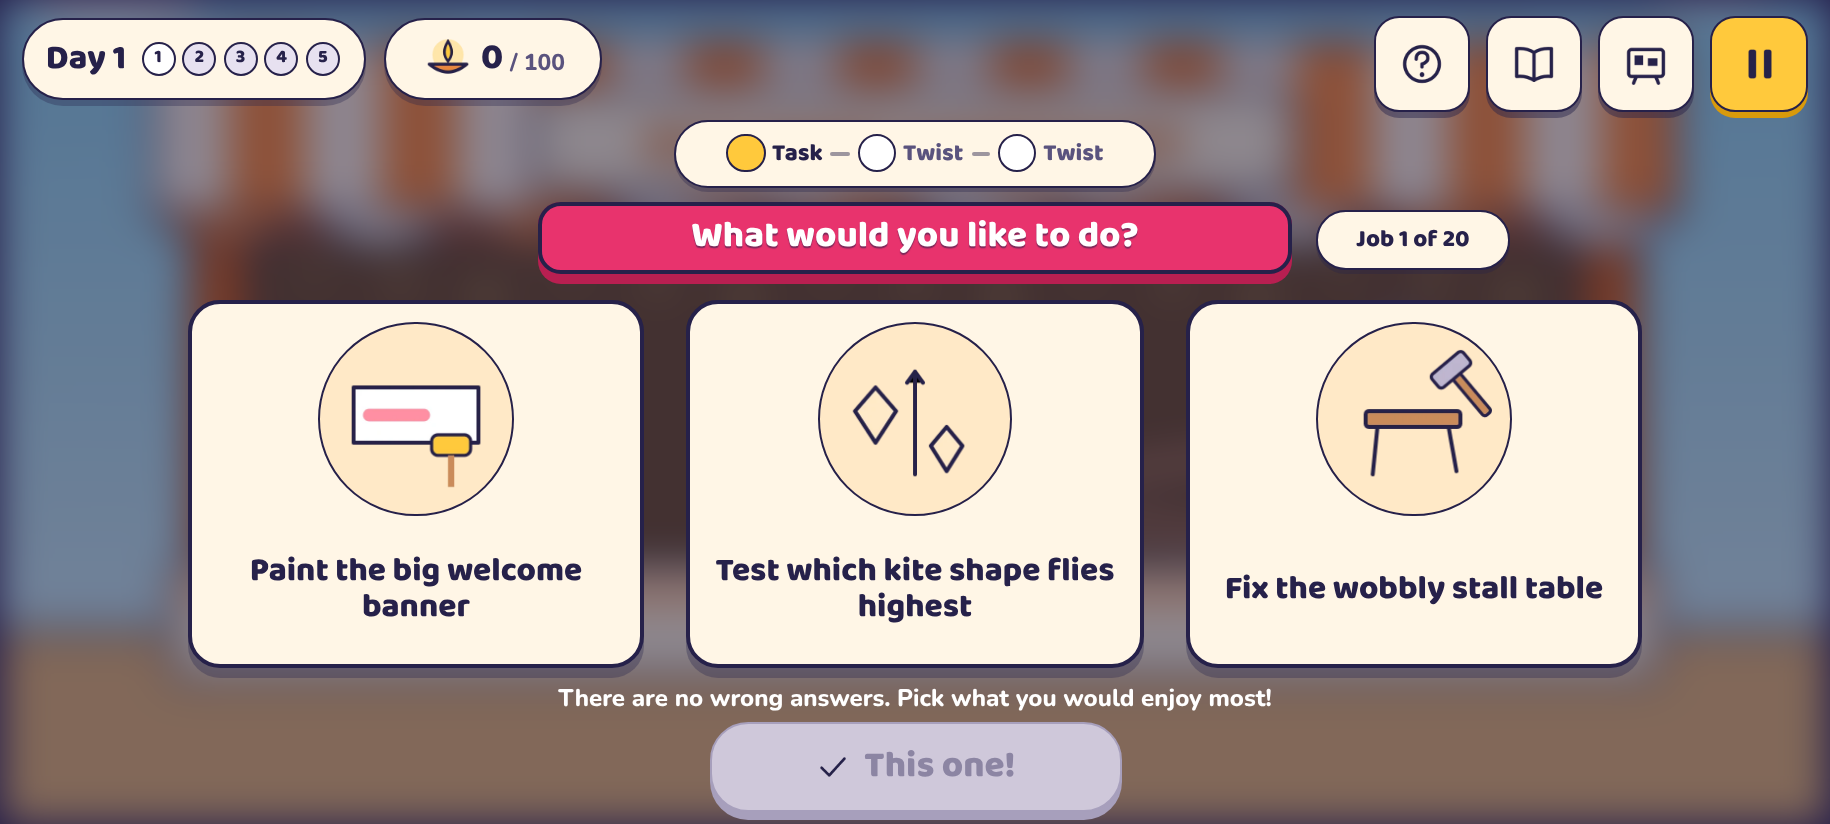 Day 1 1 2 3 4 5
0 / 100
Task Twist Twist
What would you like to do?
Job 1 of 20
Paint the big welcome
banner
Test which kite shape flies
highest
Fix the wobbly stall table
There are no wrong answers. Pick what you would enjoy most!
This one!